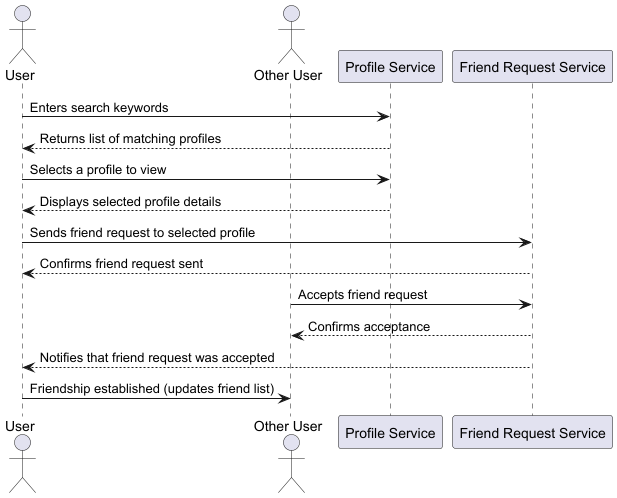 User
Other User
Profile Service
Friend Request Service
Enters search keywords
Returns list of matching profiles
Selects a profile to view
Displays selected profile details
Sends friend request to selected profile
Confirms friend request sent
Accepts friend request
Confirms acceptance
Notifies that friend request was accepted
Friendship established (updates friend list)
User
Other User
Profile Service
Friend Request Service